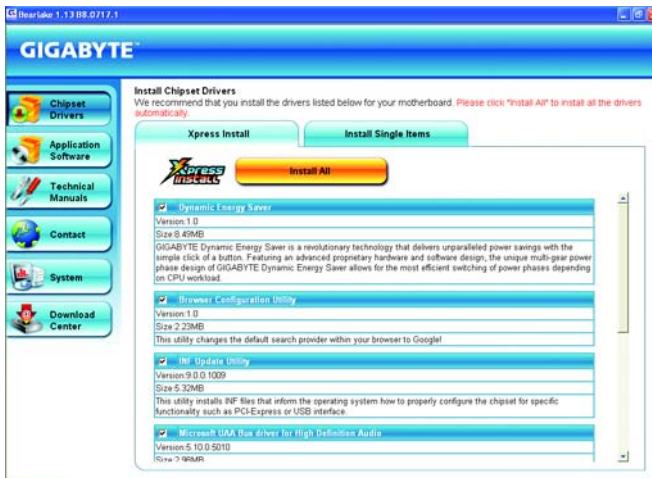 Bearlake 1.13 B8.0717.1
GIGABYTE™
Chipset
Drivers
Application
Software
Technical
Manuals
Contact
System
Download
Center
Install Chipset Drivers
We recommend that you install the drivers listed below for your motherboard. Please click "Install All" to install all the drivers
automatically.
Xpress Install
Install Single Items
Xpress
INSTALL
Install All
Dynamic Energy Saver
Version:1.0
Size:8.49MB
GIGABYTE Dynamic Energy Saver is a revolutionary technology that delivers unparalleled power savings with the
simple click of a button. Featuring an advanced proprietary hardware and software design, the unique multi-gear power
phase design of GIGABYTE Dynamic Energy Saver allows for the most efficient switching of power phases depending
on CPU workload.
Browser Configuration Utility
Version:1.0
Size:2.23MB
This utility changes the default search provider within your browser to Google!
INF Update Utility
Version:9.0.0.1009
Size:5.32MB
This utility installs INF files that inform the operating system how to properly configure the chipset for specific
functionality such as PCI-Express or USB interface.
Microsoft UAA Bus driver for High Definition Audio
Version:5.10.0.5010
Size:2.96MB